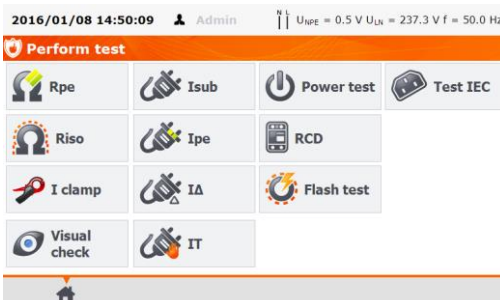 2016/01/08 14:50:09 Admin N L UNPE = 0.5 V ULN = 237.3 V f = 50.0 Hz
Perform test
Rpe Isub Power test Test IEC
Riso Ipe RCD
I clamp IΔ Flash test
Visual
check
IT